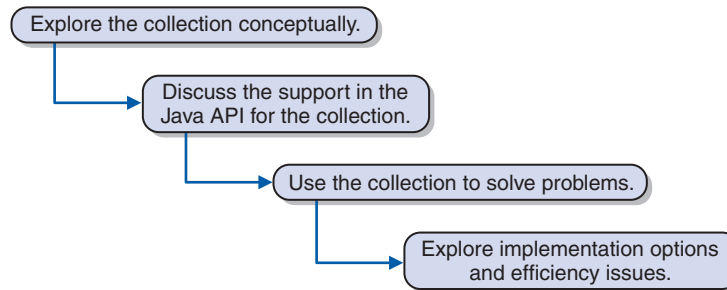 Explore the collection conceptually.
Discuss the support in the
Java API for the collection.
Use the collection to solve problems.
Explore implementation options
and efficiency issues.